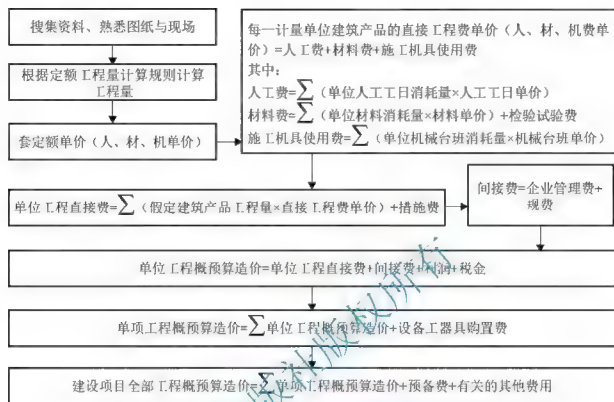 搜集资料、熟悉图纸与现场
根据定额工程量计算规则计算
工程量
套定额单价（人、材、机单价）
每一计量单位建筑产品的直接工程费单价（人、材、机费单
价）=人工费+材料费+施工机具使用费
其中：
人工费=∑（单位人工工日消耗量×人工工日单价）
材料费=∑（单位材料消耗量×材料单价）+检验试验费
施工机具使用费=∑（单位机械台班消耗量×机械台班单价）
单位工程直接费=∑（假定建筑产品工程量×直接工程费单价）+措施费
间接费=企业管理费+
规费
单位工程概预算造价=单位工程直接费+间接费+利润+税金
单项工程概预算造价=∑单位工程概预算造价+设备工器具购置费
建设项目全部工程概预算造价=∑单项工程概预算造价+预备费+有关的其他费用
版社版权所有